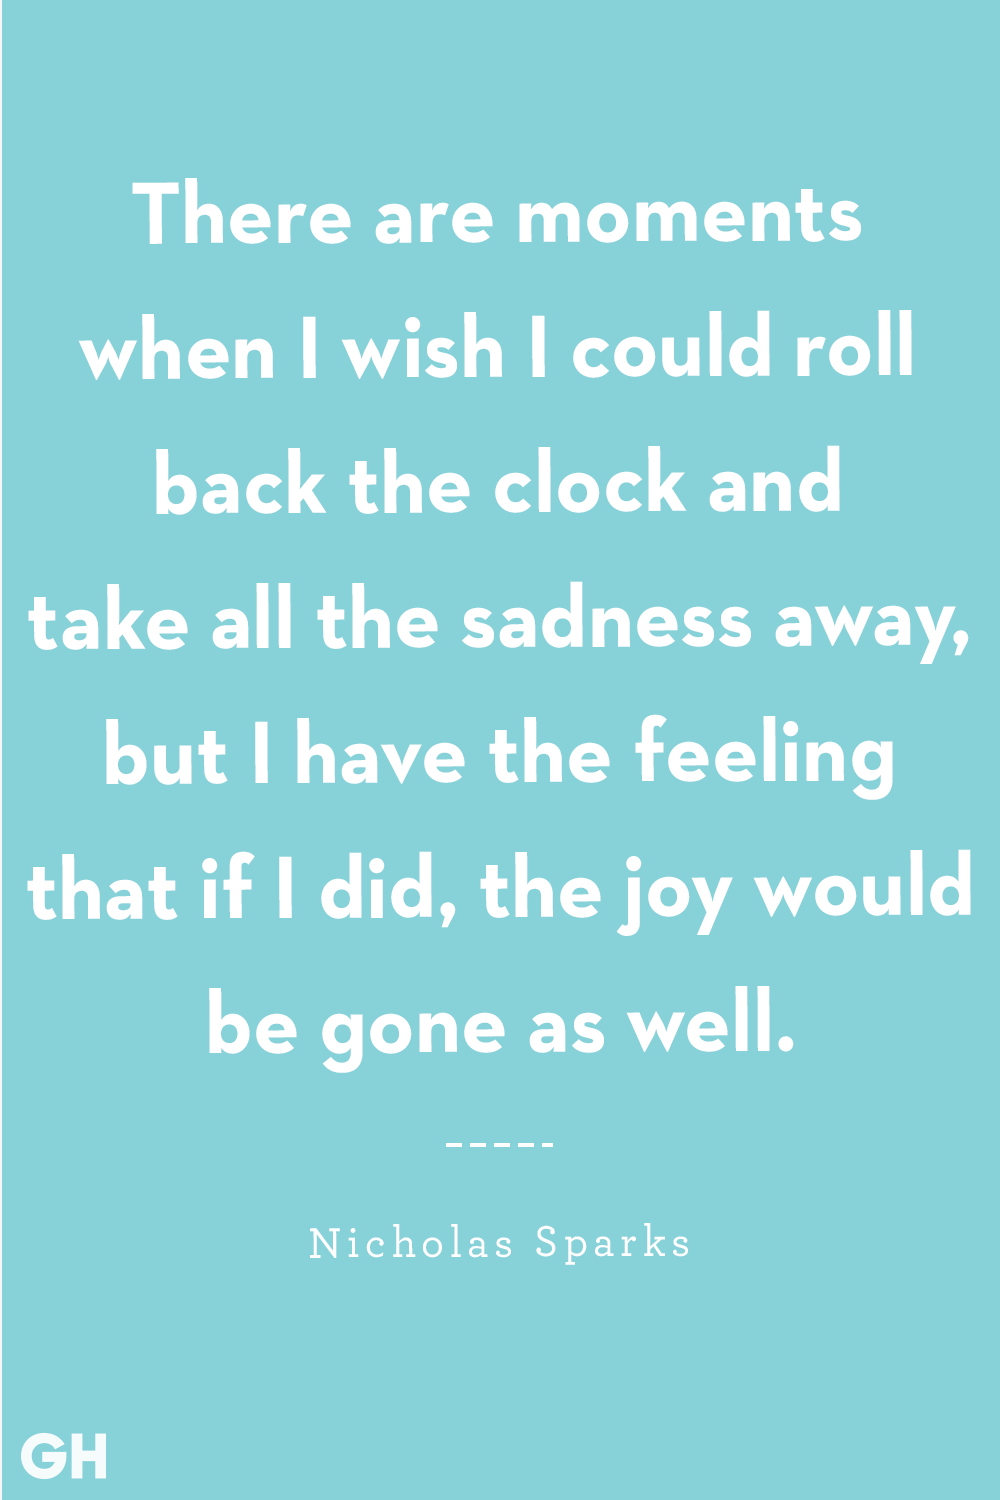 There are moments
when I wish I could roll
back the clock and
take all the sadness away,
but I have the feeling
that if I did, the joy would
be gone as well.
Nicholas Sparks
GH